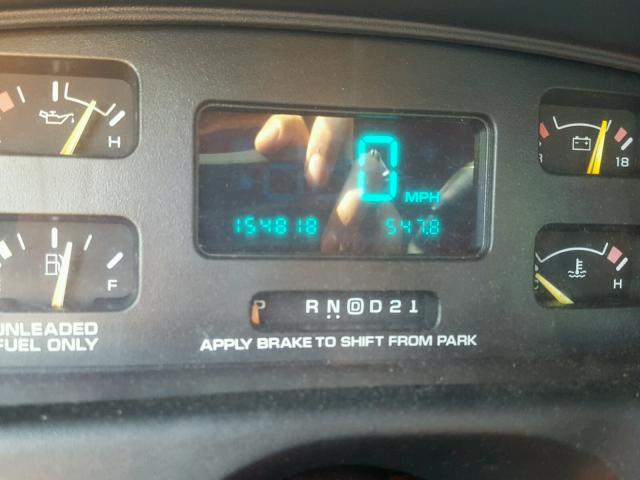 H
18
0 MPH
154818 547.8
F
H
P R N D D 2 1
UNLEADED
FUEL ONLY
APPLY BRAKE TO SHIFT FROM PARK